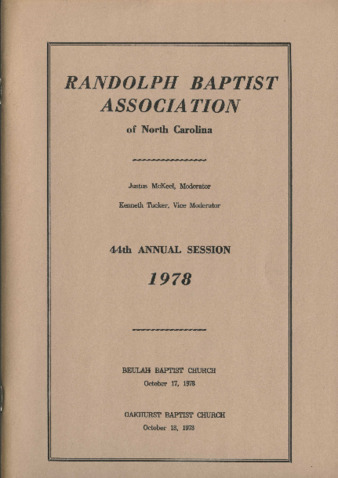 RANDOLPH BAPTIST
ASSOCIATION
of North Carolina
Justus McKeel, Moderator
Kenneth Tucker, Vice Moderator
44th ANNUAL SESSION
1978
BEULAH BAPTIST CHURCH
October 17, 1978
OAKHURST BAPTIST CHURCH
October 18, 1978